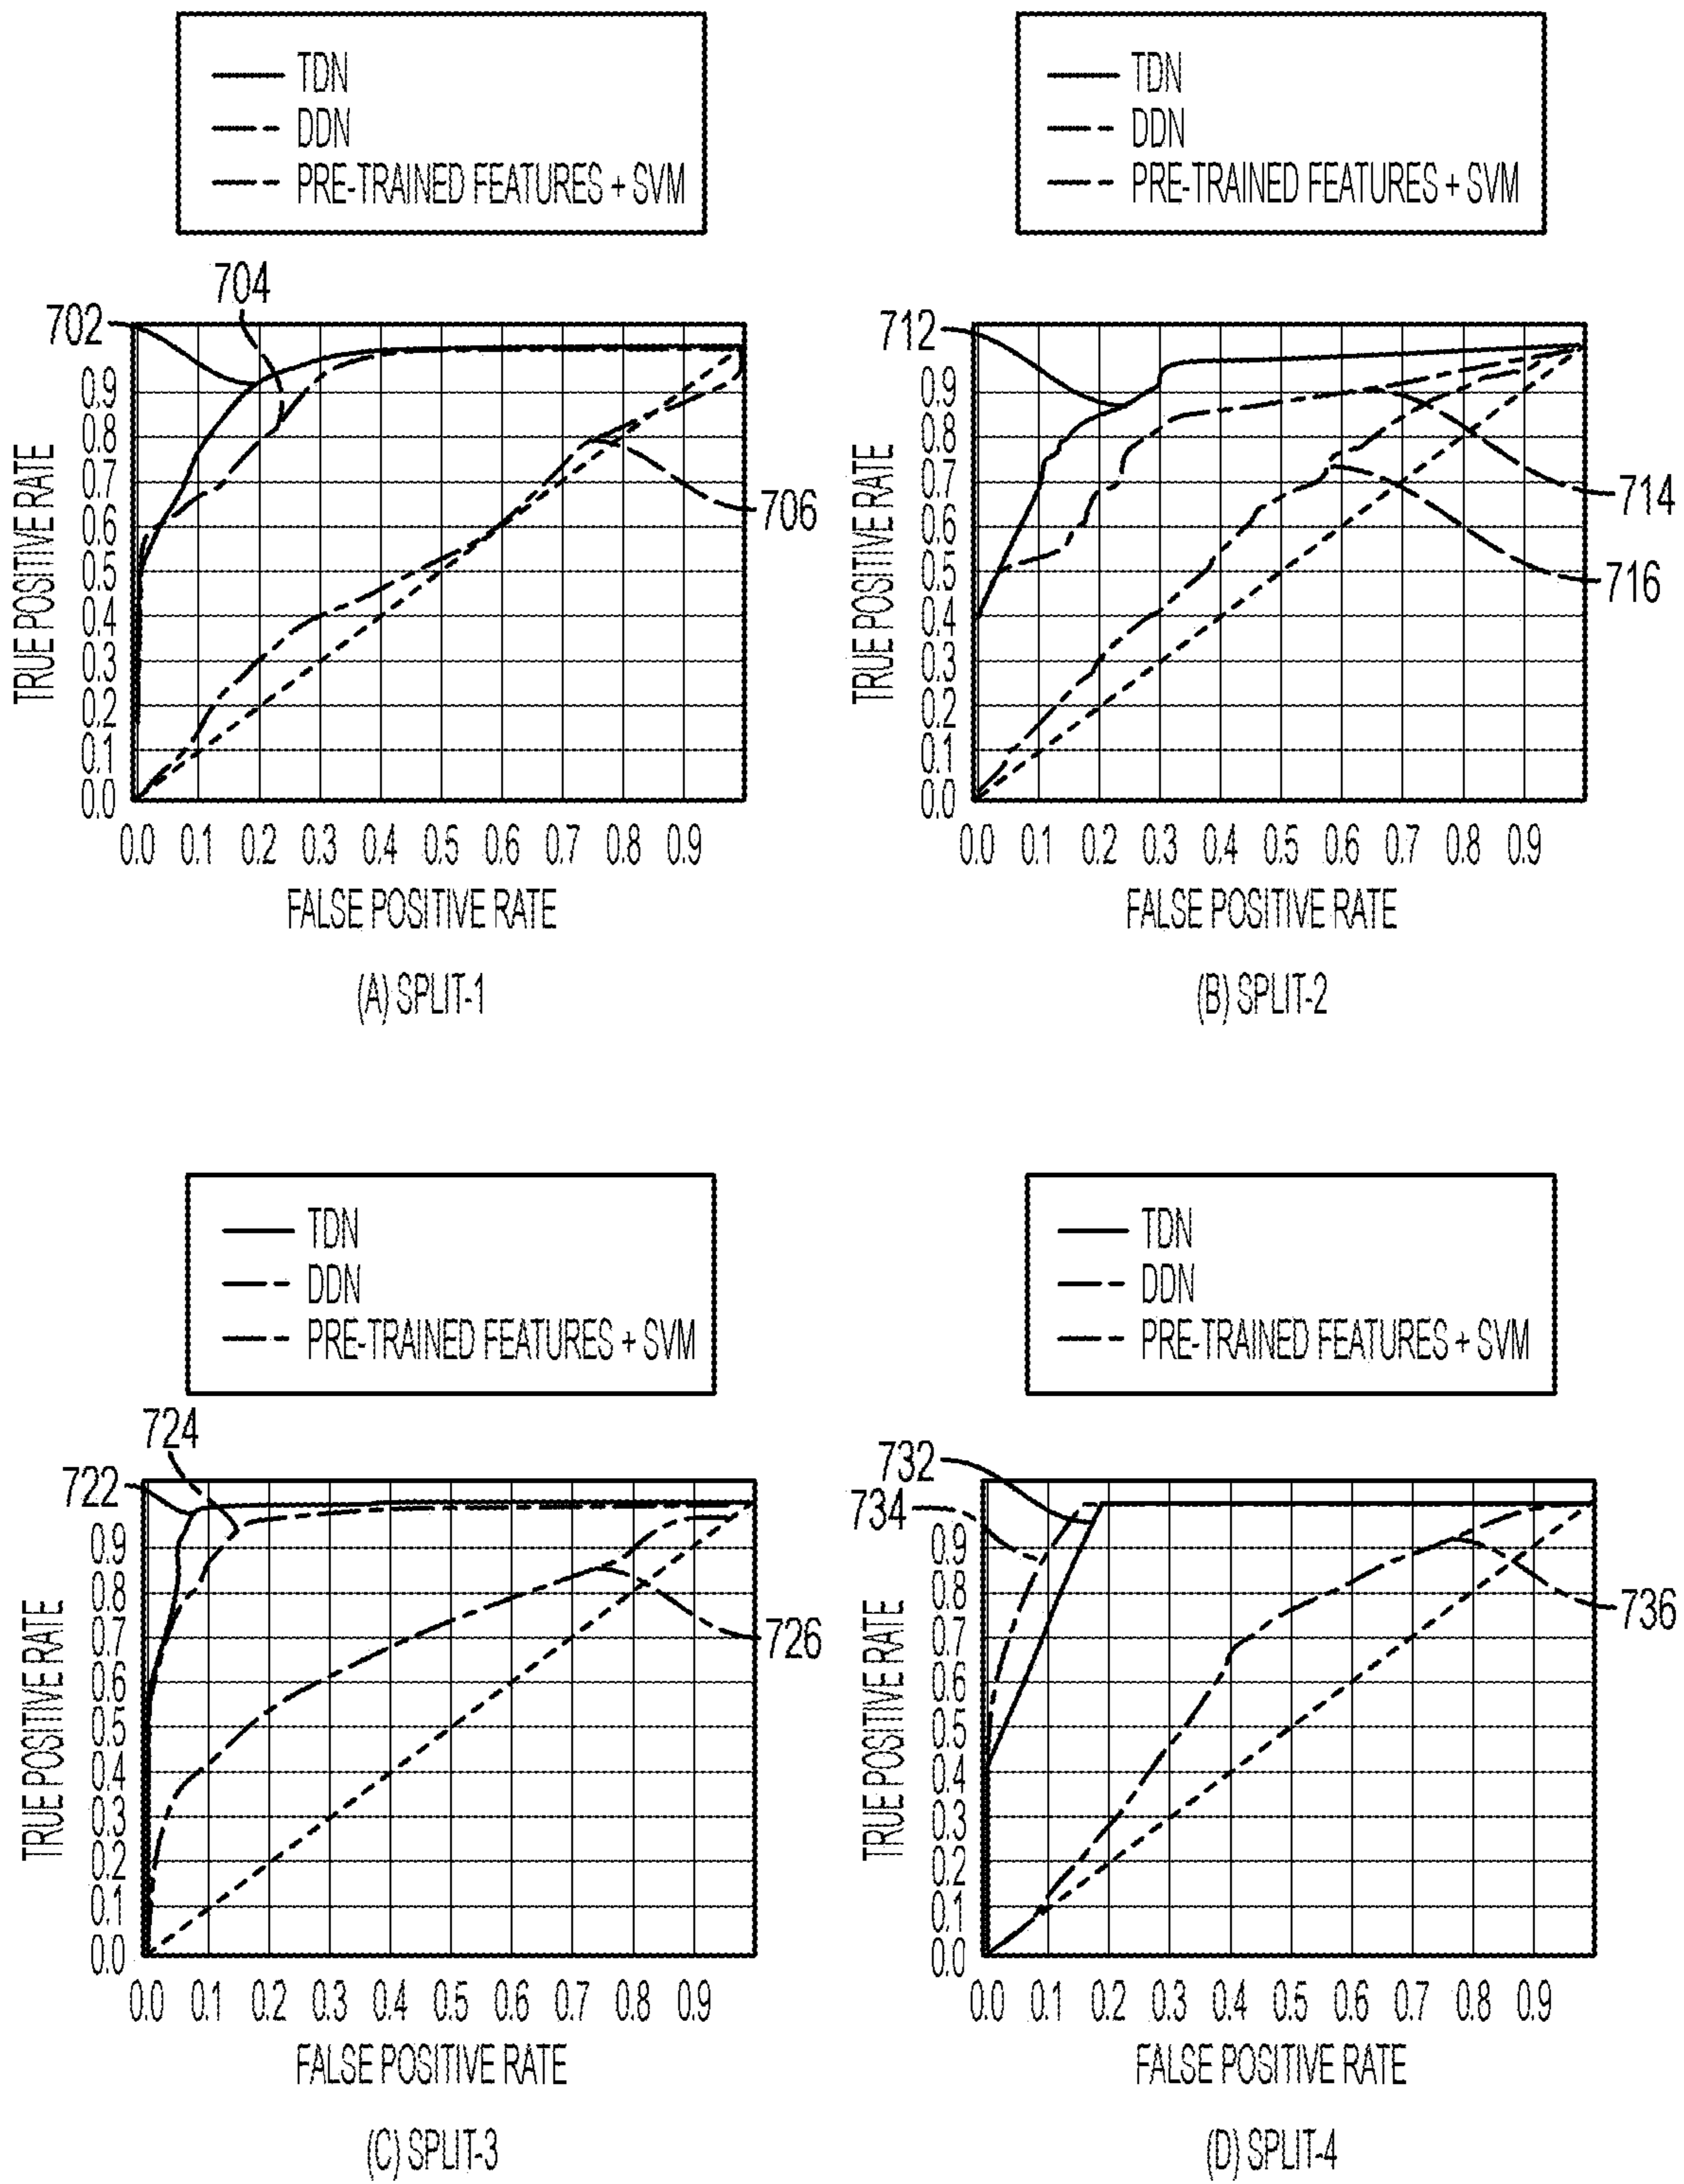 TDN
DDN
PRE-TRAINED FEATURES + SVM
704
702
706
TRUE POSITIVE RATE
0.9
0.8
0.7
0.6
0.5
0.4
0.3
0.2
0.1
0.0
0.0 0.1 0.2 0.3 0.4 0.5 0.6 0.7 0.8 0.9
FALSE POSITIVE RATE
(A) SPLIT-1
TDN
DDN
PRE-TRAINED FEATURES + SVM
712
714
716
TRUE POSITIVE RATE
0.9
0.8
0.7
0.6
0.5
0.4
0.3
0.2
0.1
0.0
0.0 0.1 0.2 0.3 0.4 0.5 0.6 0.7 0.8 0.9
FALSE POSITIVE RATE
(B) SPLIT-2
TDN
DDN
PRE-TRAINED FEATURES + SVM
724
722
726
TRUE POSITIVE RATE
0.9
0.8
0.7
0.6
0.5
0.4
0.3
0.2
0.1
0.0
0.0 0.1 0.2 0.3 0.4 0.5 0.6 0.7 0.8 0.9
FALSE POSITIVE RATE
(C) SPLIT-3
TDN
DDN
PRE-TRAINED FEATURES + SVM
732
734
736
TRUE POSITIVE RATE
0.9
0.8
0.7
0.6
0.5
0.4
0.3
0.2
0.1
0.0
0.0 0.1 0.2 0.3 0.4 0.5 0.6 0.7 0.8 0.9
FALSE POSITIVE RATE
(D) SPLIT-4